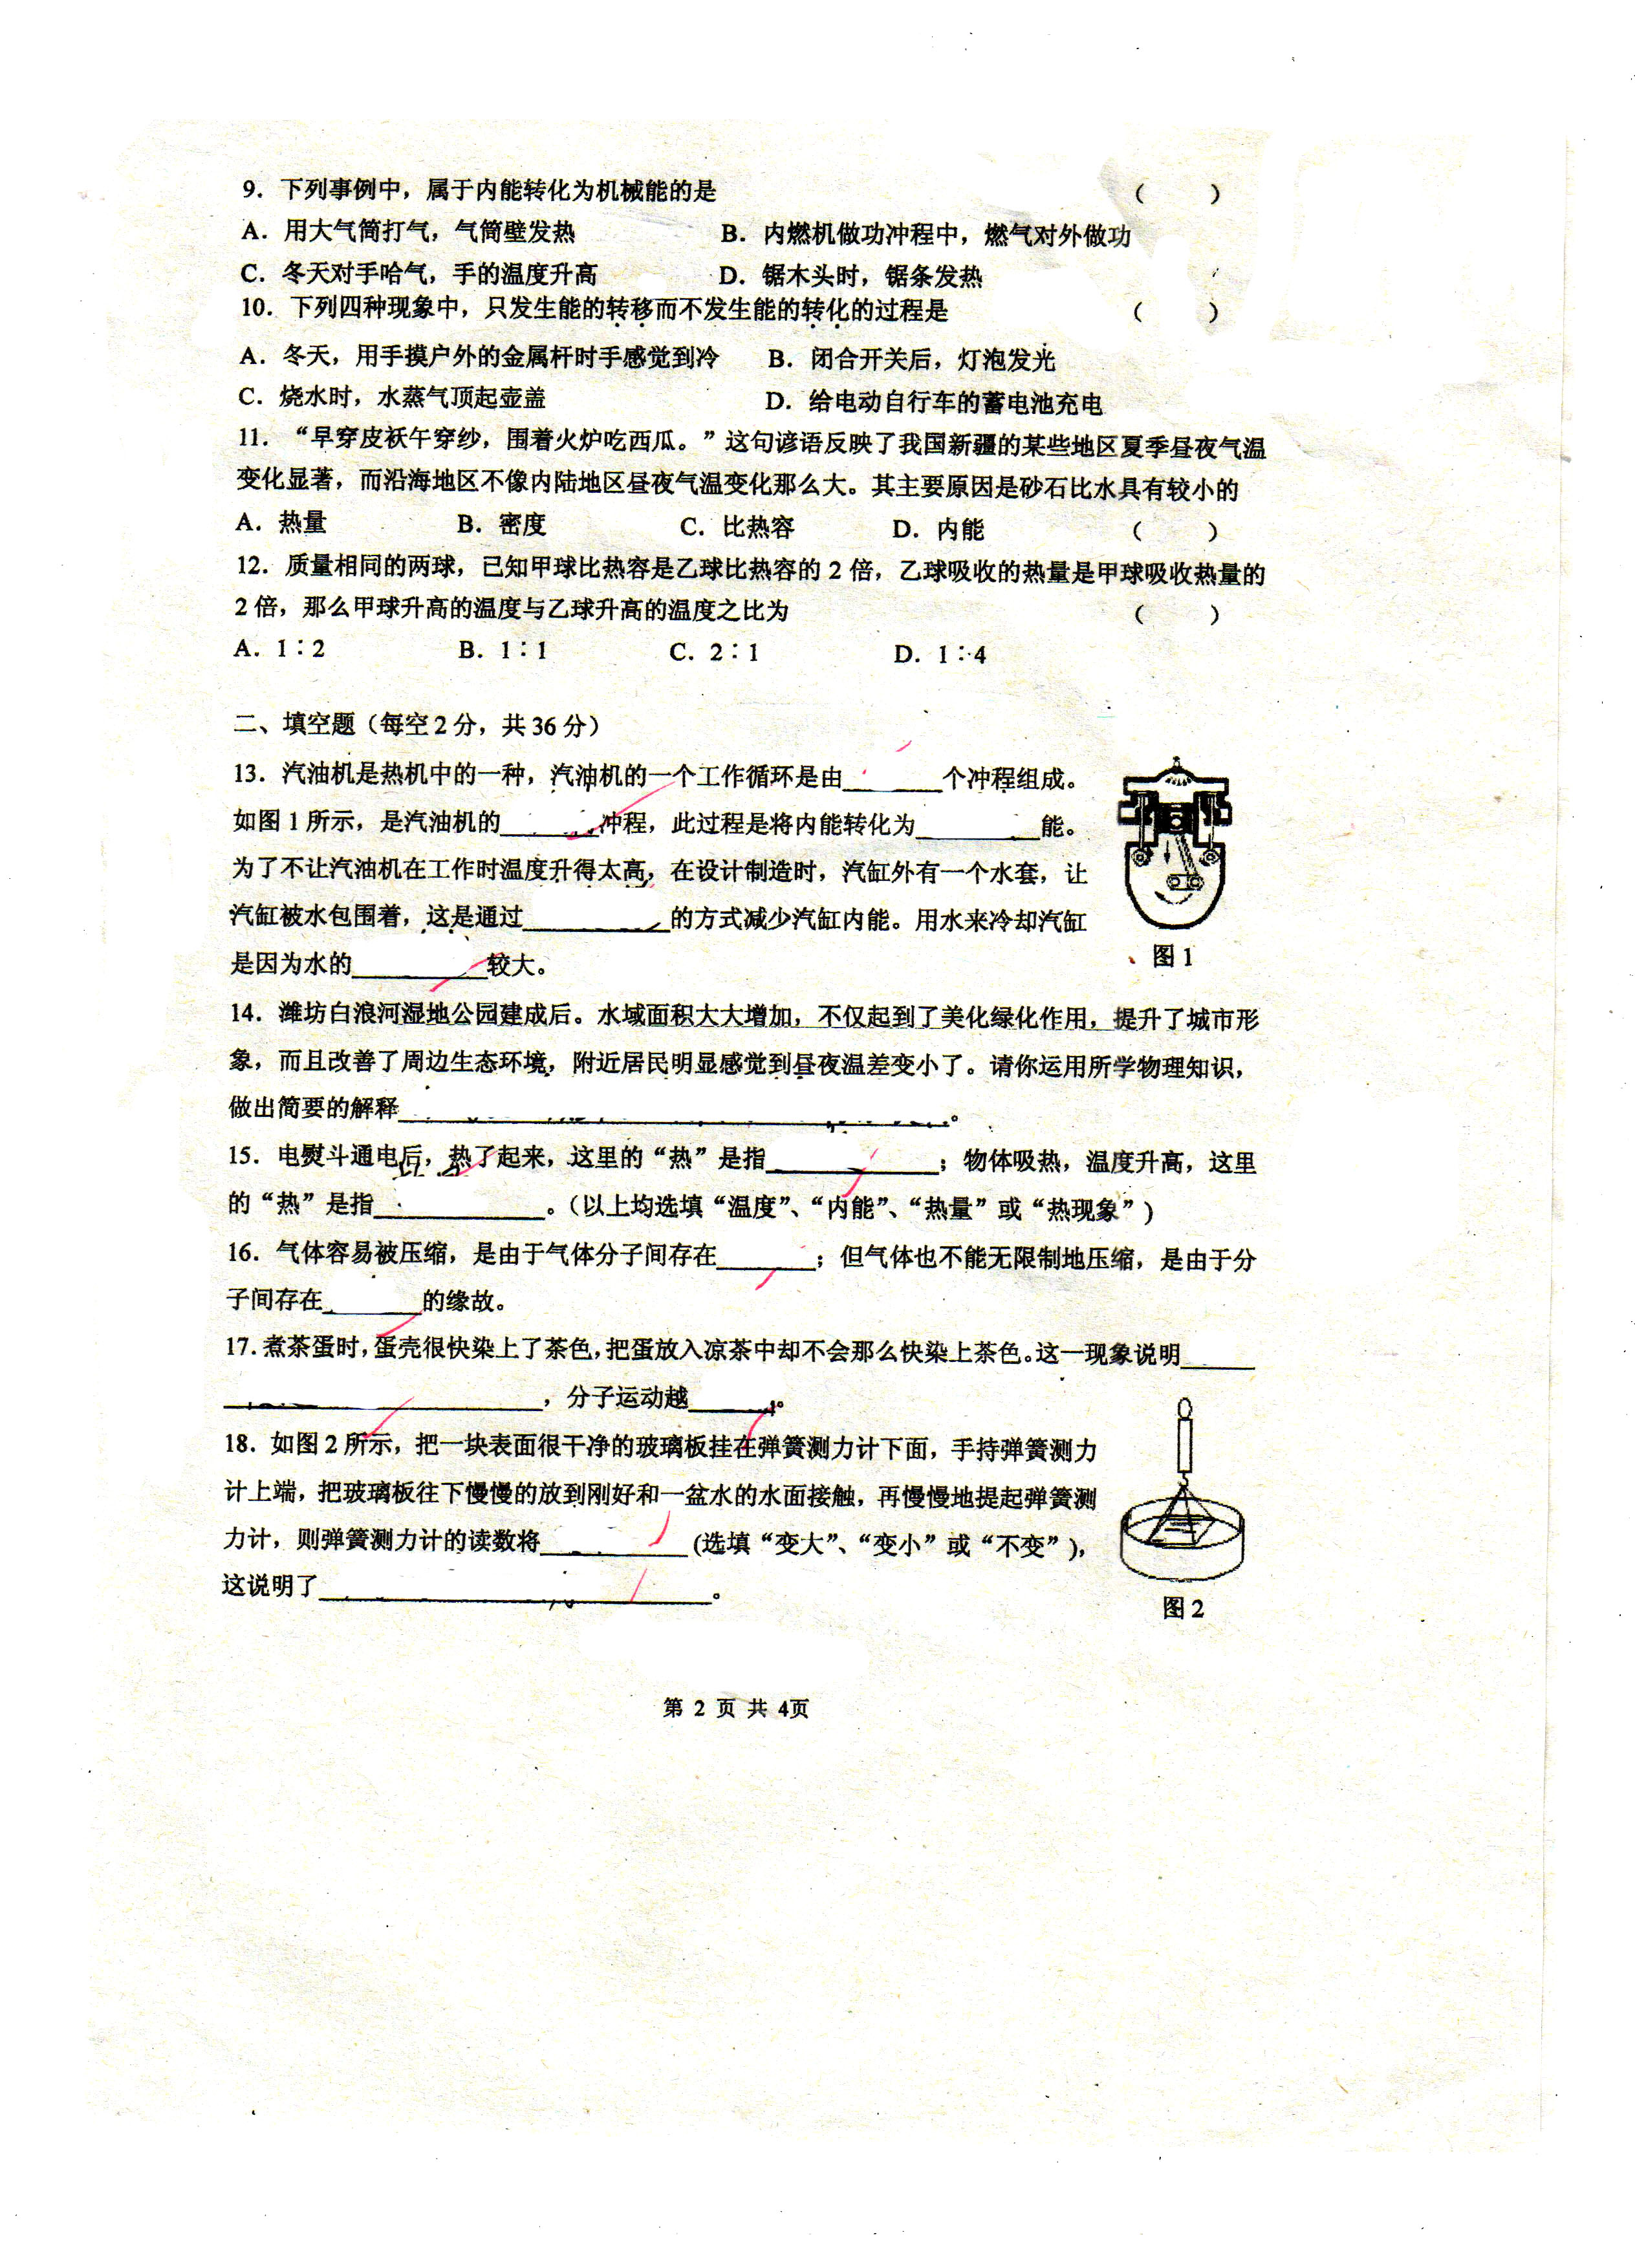 9．下列事例中，属于内能转化为机械能的是 （ ）
A．用大气筒打气，气筒壁发热 B．内燃机做功冲程中，燃气对外做功
C．冬天对手哈气，手的温度升高 D．锯木头时，锯条发热
10．下列四种现象中，只发生能的转移而不发生能的转化的过程是 （ ）
A．冬天，用手摸户外的金属杆时手感觉到冷 B．闭合开关后，灯泡发光
C．烧水时，水蒸气顶起壶盖 D．给电动自行车的蓄电池充电
11．“早穿皮袄午穿纱，围着火炉吃西瓜。”这句谚语反映了我国新疆的某些地区夏季昼夜气温
变化显著，而沿海地区不像内陆地区昼夜气温变化那么大。其主要原因是砂石比水具有较小的
A．热量 B．密度 C．比热容 D．内能 （ ）
12．质量相同的两球，已知甲球比热容是乙球比热容的 2 倍，乙球吸收的热量是甲球吸收热量的
2 倍，那么甲球升高的温度与乙球升高的温度之比为 （ ）
A．1∶2 B．1∶1 C．2∶1 D．1∶4
二、填空题（每空 2 分，共 36 分）
13．汽油机是热机中的一种，汽油机的一个工作循环是由________个冲程组成。
如图 1 所示，是汽油机的________冲程，此过程是将内能转化为__________能。
为了不让汽油机在工作时温度升得太高，在设计制造时，汽缸外有一个水套，让
汽缸被水包围着，这是通过____________的方式减少汽缸内能。用水来冷却汽缸
是因为水的___________较大。
图 1
14．潍坊白浪河湿地公园建成后。水域面积大大增加，不仅起到了美化绿化作用，提升了城市形
象，而且改善了周边生态环境，附近居民明显感觉到昼夜温差变小了。请你运用所学物理知识，
做出简要的解释______________________________________________。
15．电熨斗通电后，热了起来，这里的“热”是指______________；物体吸热，温度升高，这里
的“热”是指______________。（以上均选填“温度”、“内能”、“热量”或“热现象”)
16．气体容易被压缩，是由于气体分子间存在________；但气体也不能无限制地压缩，是由于分
子间存在________的缘故。
17．煮茶蛋时，蛋壳很快染上了茶色，把蛋放入凉茶中却不会那么快染上茶色。这一现象说明______
__________________________，分子运动越_______。
18．如图 2 所示，把一块表面很干净的玻璃板挂在弹簧测力计下面，手持弹簧测力
计上端，把玻璃板往下慢慢的放到刚好和一盆水的水面接触，再慢慢地提起弹簧测
力计，则弹簧测力计的读数将____________ (选填“变大”、“变小”或“不变”)，
这说明了________________________________。
图 2
第 2 页 共 4页